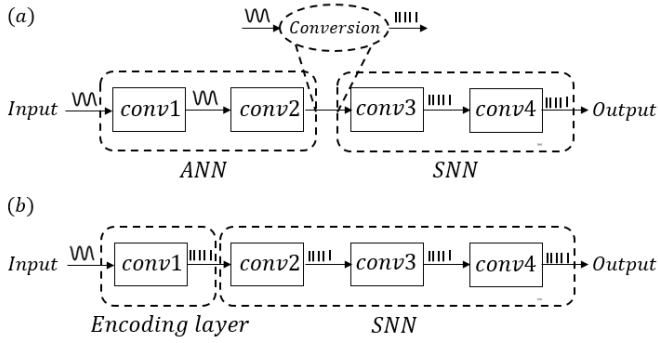 (a)
Conversion
Input conv1 conv2 conv3 conv4 Output
ANN SNN
(b)
Input conv1 conv2 conv3 conv4 Output
Encoding layer SNN